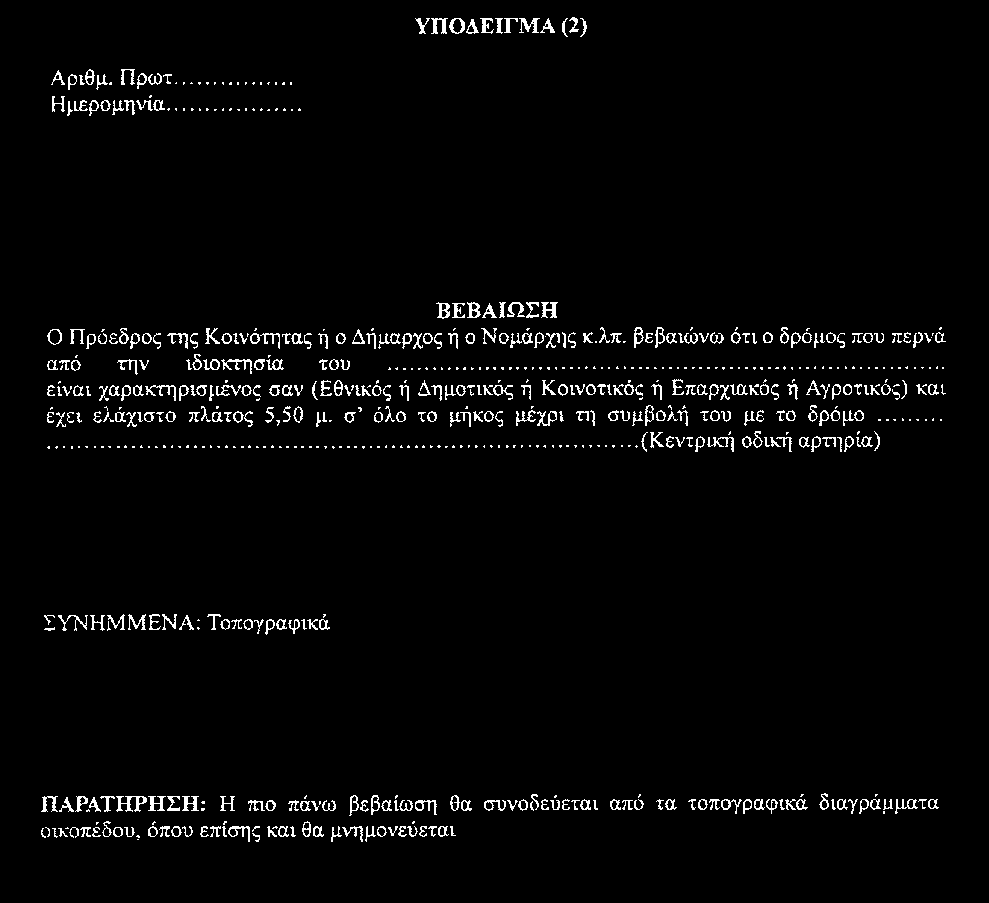 ΥΠΟΔΕΙΓΜΑ (2)
Αριθμ. Πρωτ................
Ημερομηνία..................
ΒΕΒΑΙΩΣΗ
Ο Πρόεδρος της Κοινότητας ή ο Δήμαρχος ή ο Νομάρχης κ.λπ. βεβαιώνω ότι ο δρόμος που περνά
από την ιδιοκτησία του ..........................................................................
είναι χαρακτηρισμένος σαν (Εθνικός ή Δημοτικός ή Κοινοτικός ή Επαρχιακός ή Αγροτικός) και
έχει ελάχιστο πλάτος 5,50 μ. σ’ όλο το μήκος μέχρι τη συμβολή του με το δρόμο .........
..............................................................................(Κεντρική οδική αρτηρία)
ΣΥΝΗΜΜΕΝΑ: Τοπογραφικά
ΠΑΡΑΤΗΡΗΣΗ: Η πιο πάνω βεβαίωση θα συνοδεύεται από τα τοπογραφικά διαγράμματα
οικοπέδου, όπου επίσης και θα μνημονεύεται